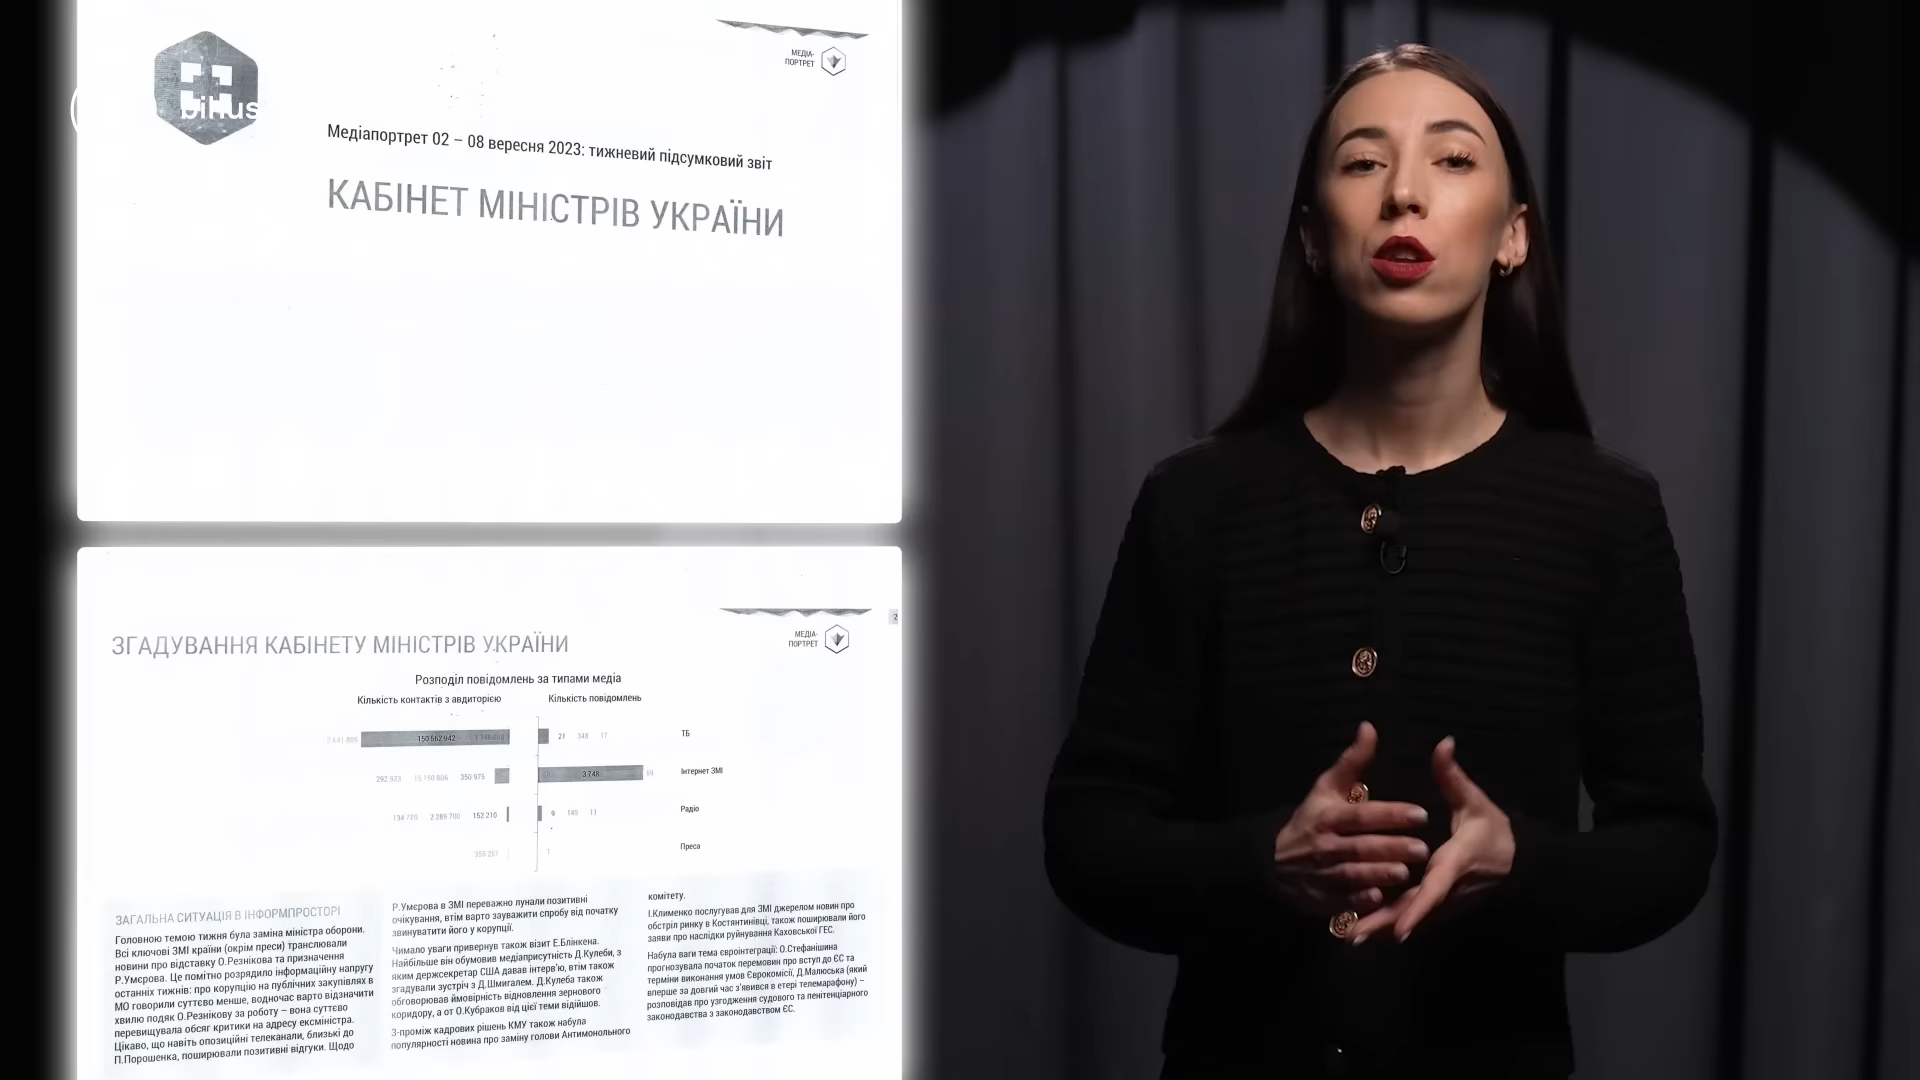 bihus
МЕДІА-
ПОРТРЕТ
Медіапортрет 02 – 08 вересня 2023: тижневий підсумковий звіт
КАБІНЕТ МІНІСТРІВ УКРАЇНИ
2
ЗГАДУВАННЯ КАБІНЕТУ МІНІСТРІВ УКРАЇНИ
МЕДІА-
ПОРТРЕТ
Розподіл повідомлень за типами медіа
Кількість контактів з авдиторією Кількість повідомлень
150 562 942 21 348 17 ТБ
292 923 15 150 806 350 975 3 748 59 Інтернет ЗМІ
134 770 2 289 700 152 210 9 140 11 Радіо
355 261 1 Преса
ЗАГАЛЬНА СИТУАЦІЯ В ІНФОРМПРОСТОРІ
Головною темою тижня була заміна міністра оборони.
Всі ключові ЗМІ країни (окрім преси) транслювали
новини про відставку О.Резнікова та призначення
Р.Умєрова. Це помітно розрядило інформаційну напругу
останніх тижнів: про корупцію на публічних закупівлях в
МО говорили суттєво менше, водночас варто відзначити
хвилю подяк О.Резнікову за роботу – вона суттєво
перевищувала обсяг критики на адресу ексміністра.
Цікаво, що навіть опозиційні телеканали, близькі до
П.Порошенка, поширювали позитивні відгуки. Щодо
Р.Умєрова в ЗМІ переважно лунали позитивні
очікування, втім варто зауважити спробу від початку
звинуватити його у корупції.
Чимало уваги привернув також візит Е.Блінкена.
Найбільше він обумовив медіаприсутність Д.Кулеби, з
яким держсекретар США давав інтерв’ю, втім також
згадували зустріч з Д.Шмигалем. Д.Кулеба також
обговорював ймовірність відновлення зернового
коридору, а от О.Кубраков від цієї теми відійшов.
З-проміж кадрових рішень КМУ також набула
популярності новина про заміну голови Антимонольного
комітету.
І.Клименко послугував для ЗМІ джерелом новин про
обстріл ринку в Костянтинівці, також поширювали його
заяви про наслідки руйнування Каховської ГЕС.
Набула ваги тема євроінтеграції: О.Стефанішина
прогнозувала початок перемовин про вступ до ЄС та
терміни виконання умов Єврокомісії, Д.Малюська (який
вперше за довгий час з’явився в етері телемарафону) –
розповідав про узгодження судового та пенітенціарного
законодавства з законодавством ЄС.